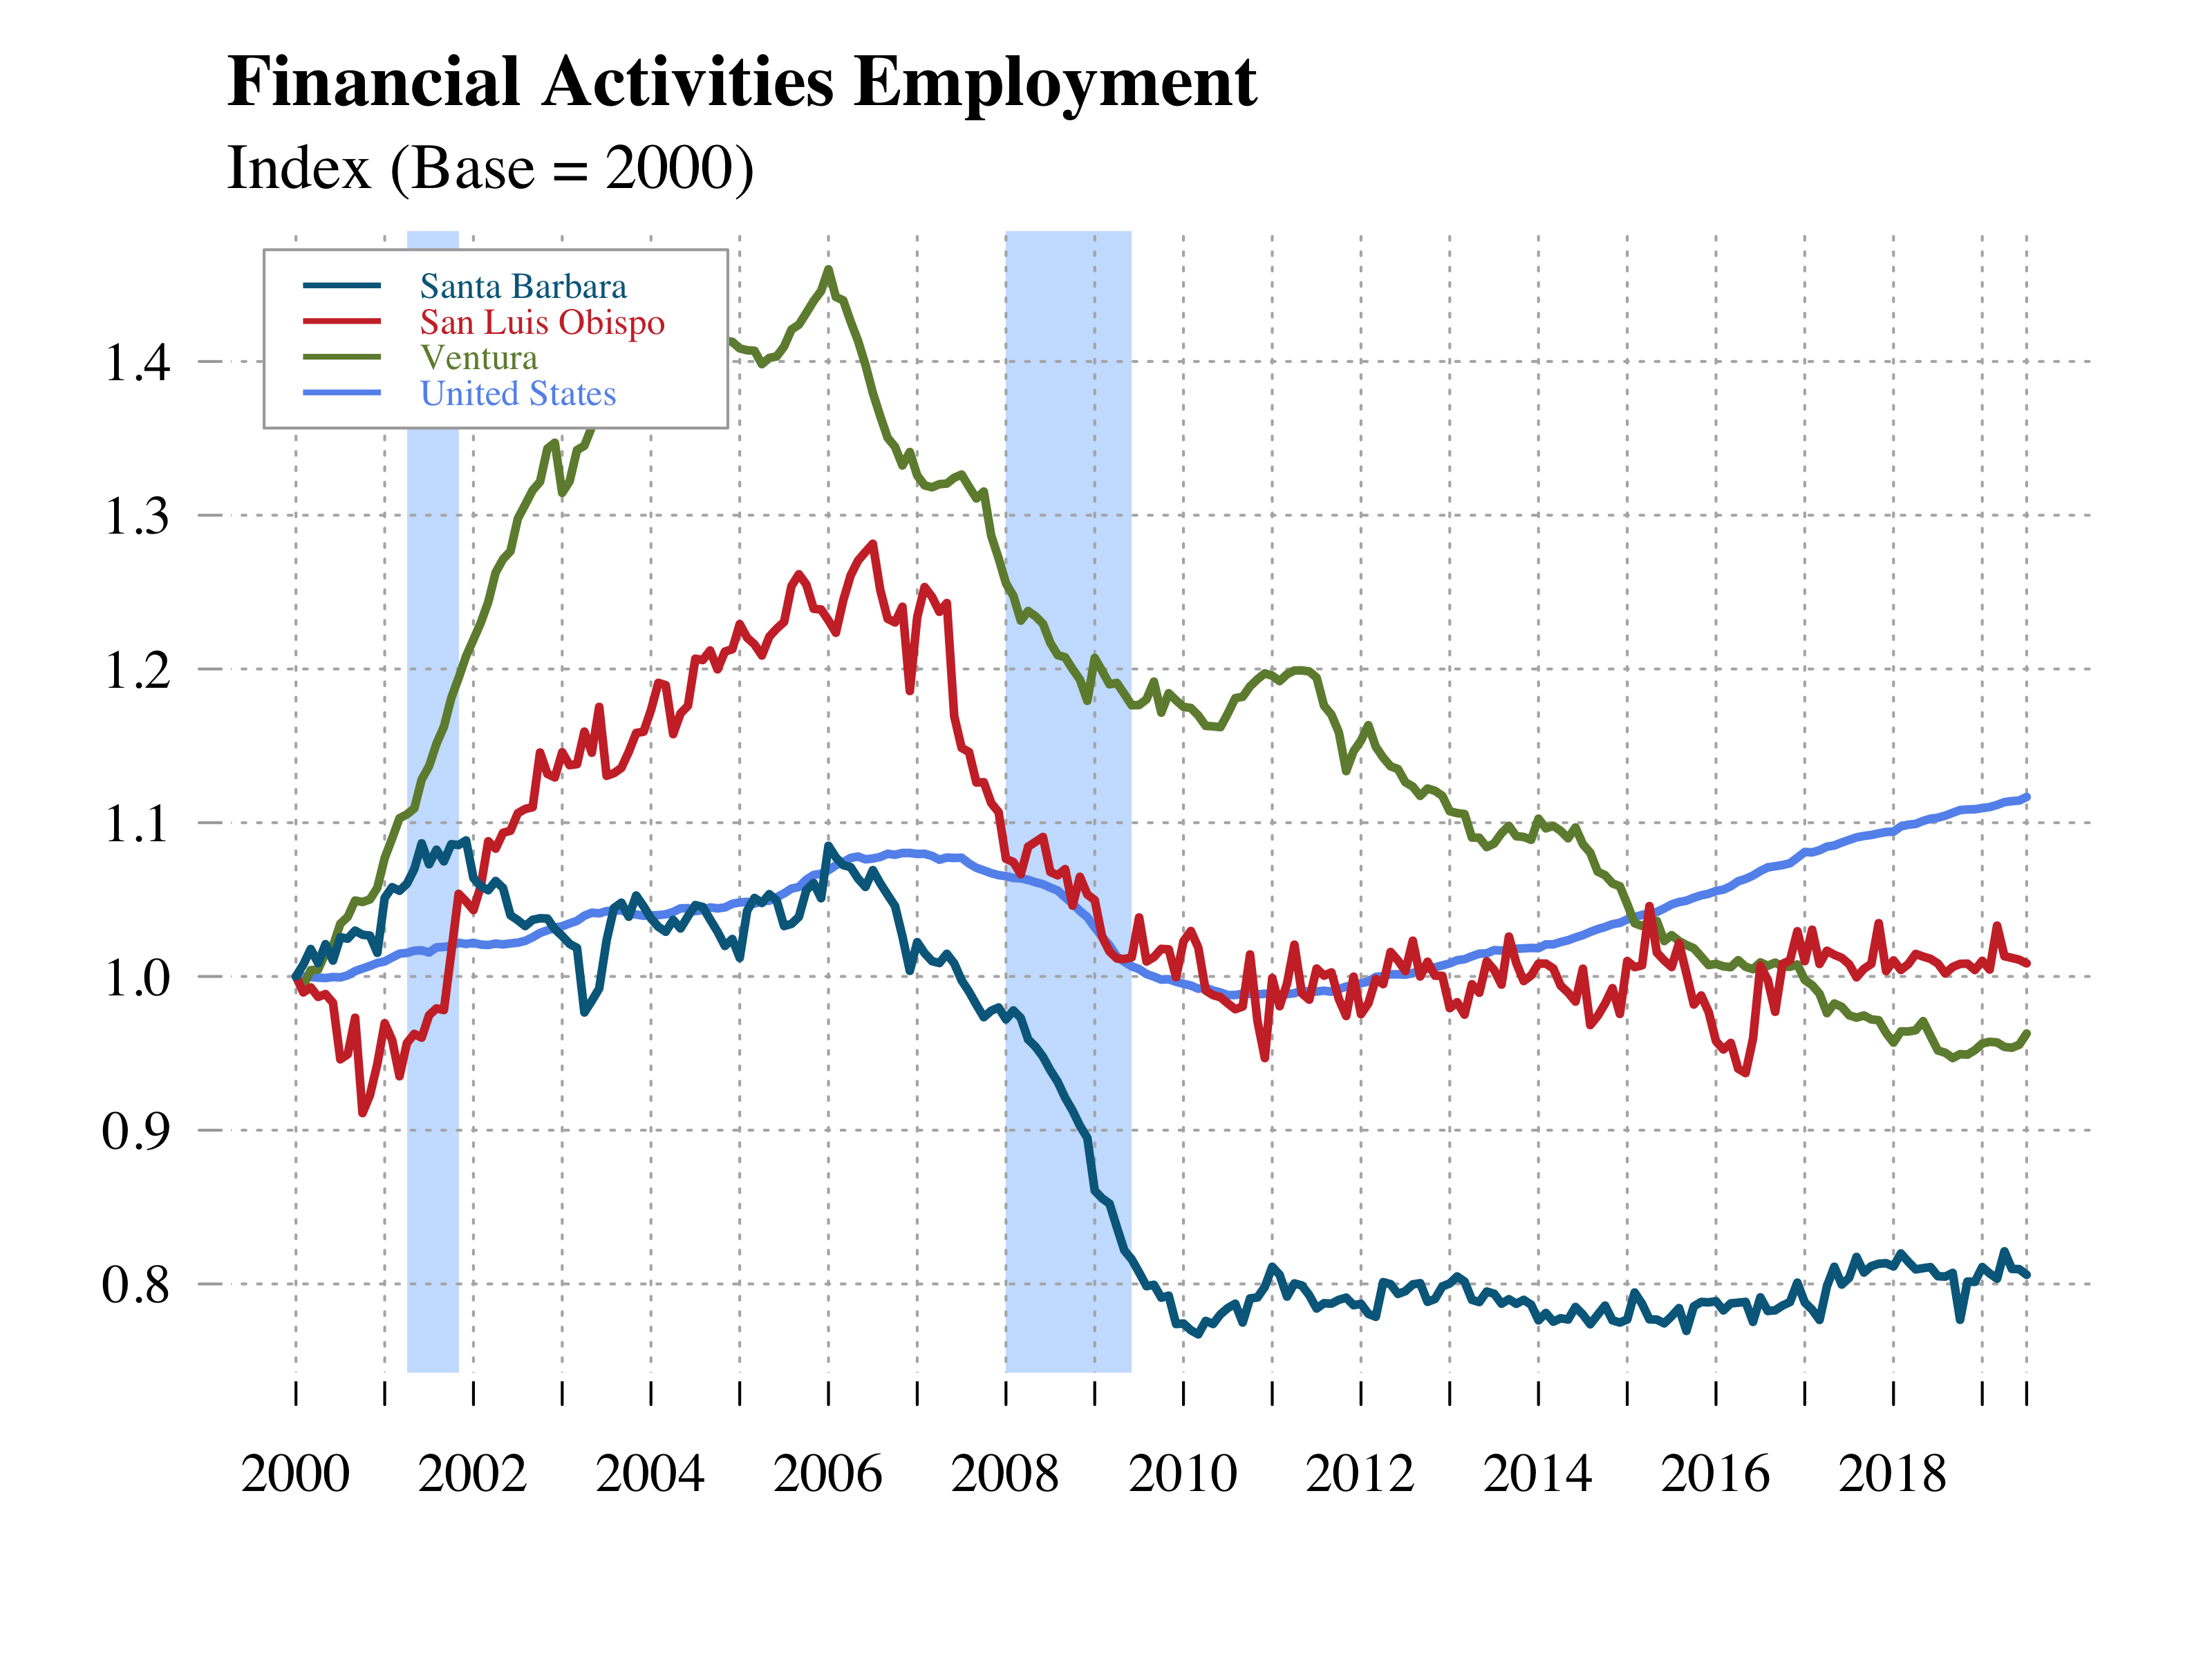 Financial Activities Employment
Index (Base = 2000)
Santa Barbara
San Luis Obispo
Ventura
United States
1.4
1.3
1.2
1.1
1.0
0.9
0.8
2000 2002 2004 2006 2008 2010 2012 2014 2016 2018